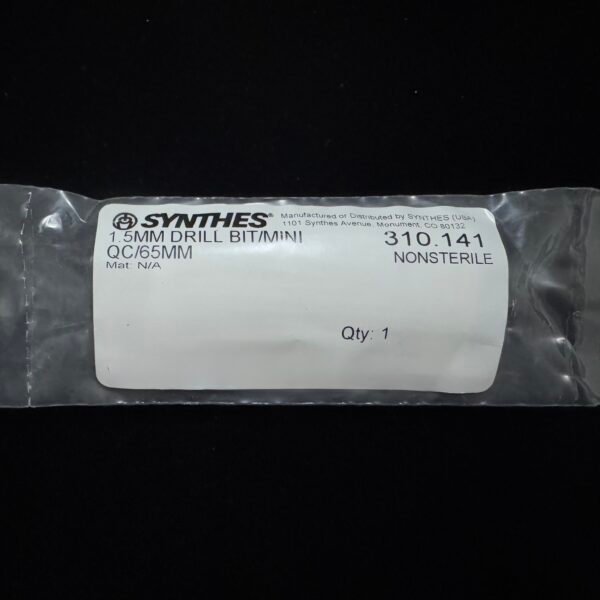 SYNTHES®
Manufactured or Distributed by SYNTHES (USA)
1101 Synthes Avenue, Monument, CO 80132
1.5MM DRILL BIT/MINI
QC/65MM
Mat: N/A
310.141
NONSTERILE
Qty: 1